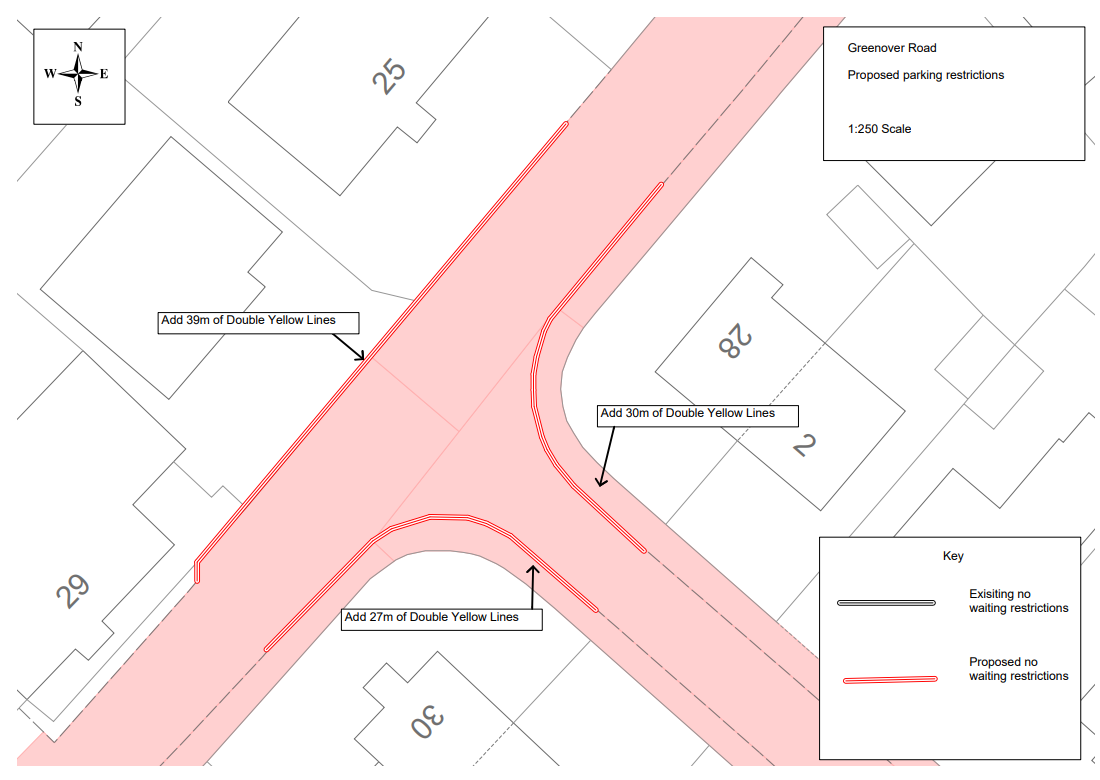 N
W E
S
25
Greenover Road
Proposed parking restrictions
1:250 Scale
Add 39m of Double Yellow Lines
28
Add 30m of Double Yellow Lines
2
29
Add 27m of Double Yellow Lines
30
Key
Exisiting no
waiting restrictions
Proposed no
waiting restrictions